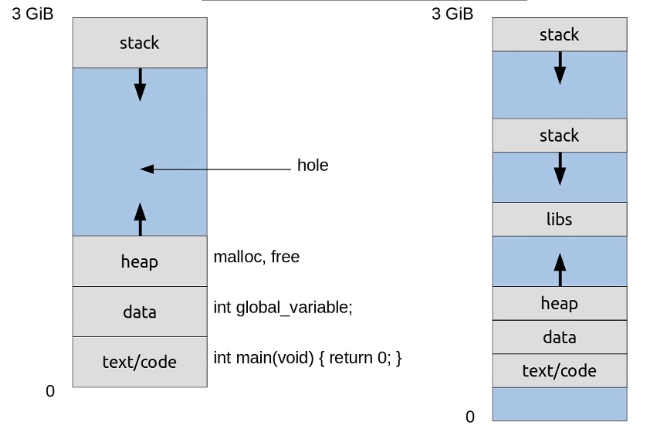 3 GiB
stack
hole
heap
malloc, free
data
int global_variable;
text/code
int main(void) { return 0; }
0
3 GiB
stack
stack
libs
heap
data
text/code
0